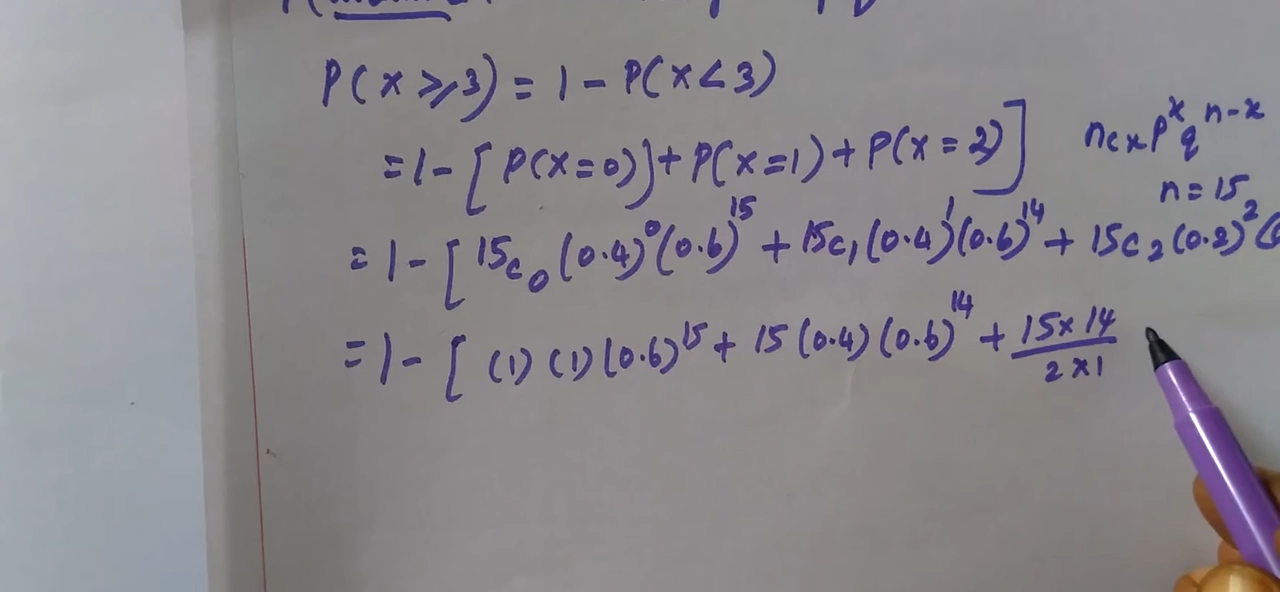 P(x ≥ 3) = 1 - P(x < 3)
= 1 - [P(x=0)] + P(x=1) + P(x=2)]
ncx p^x q^n-x
n = 15
= 1 - [15c₀ (0.4)^0 (0.6)^15 + 15c₁ (0.4)^1 (0.6)^14 + 15c₂ (0.2)^2 (
= 1 - [(1) (1) (0.6)^15 + 15 (0.4) (0.6)^14 + 15 x 14
2 x 1